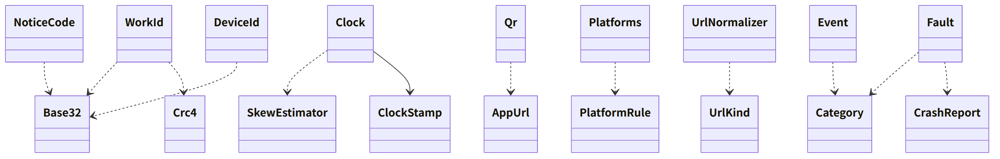 NoticeCode
WorkId
DeviceId
Clock
Qr
Platforms
UrlNormalizer
Event
Fault
Base32
Crc4
SkewEstimator
ClockStamp
AppUrl
PlatformRule
UrlKind
Category
CrashReport